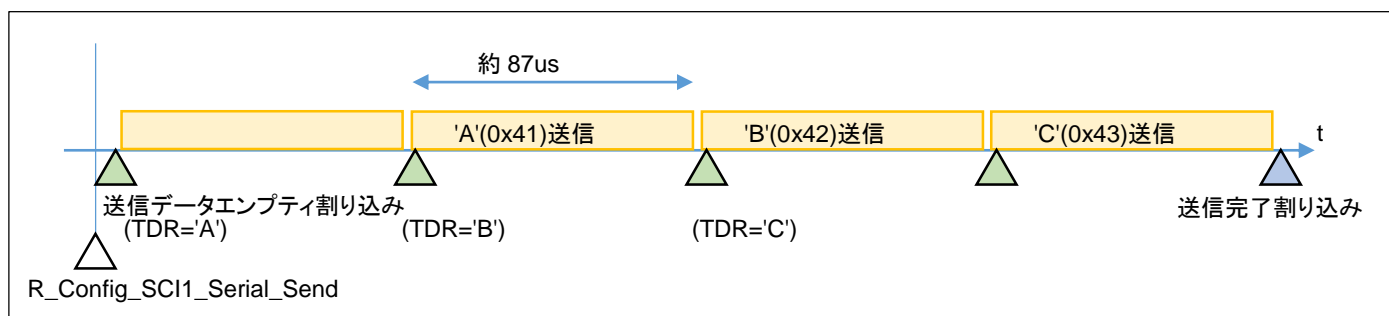 約 87us
'A'(0x41)送信
'B'(0x42)送信
'C'(0x43)送信
t
送信データエンプティ割り込み
送信完了割り込み
(TDR='A')
(TDR='B')
(TDR='C')
R_Config_SCI1_Serial_Send